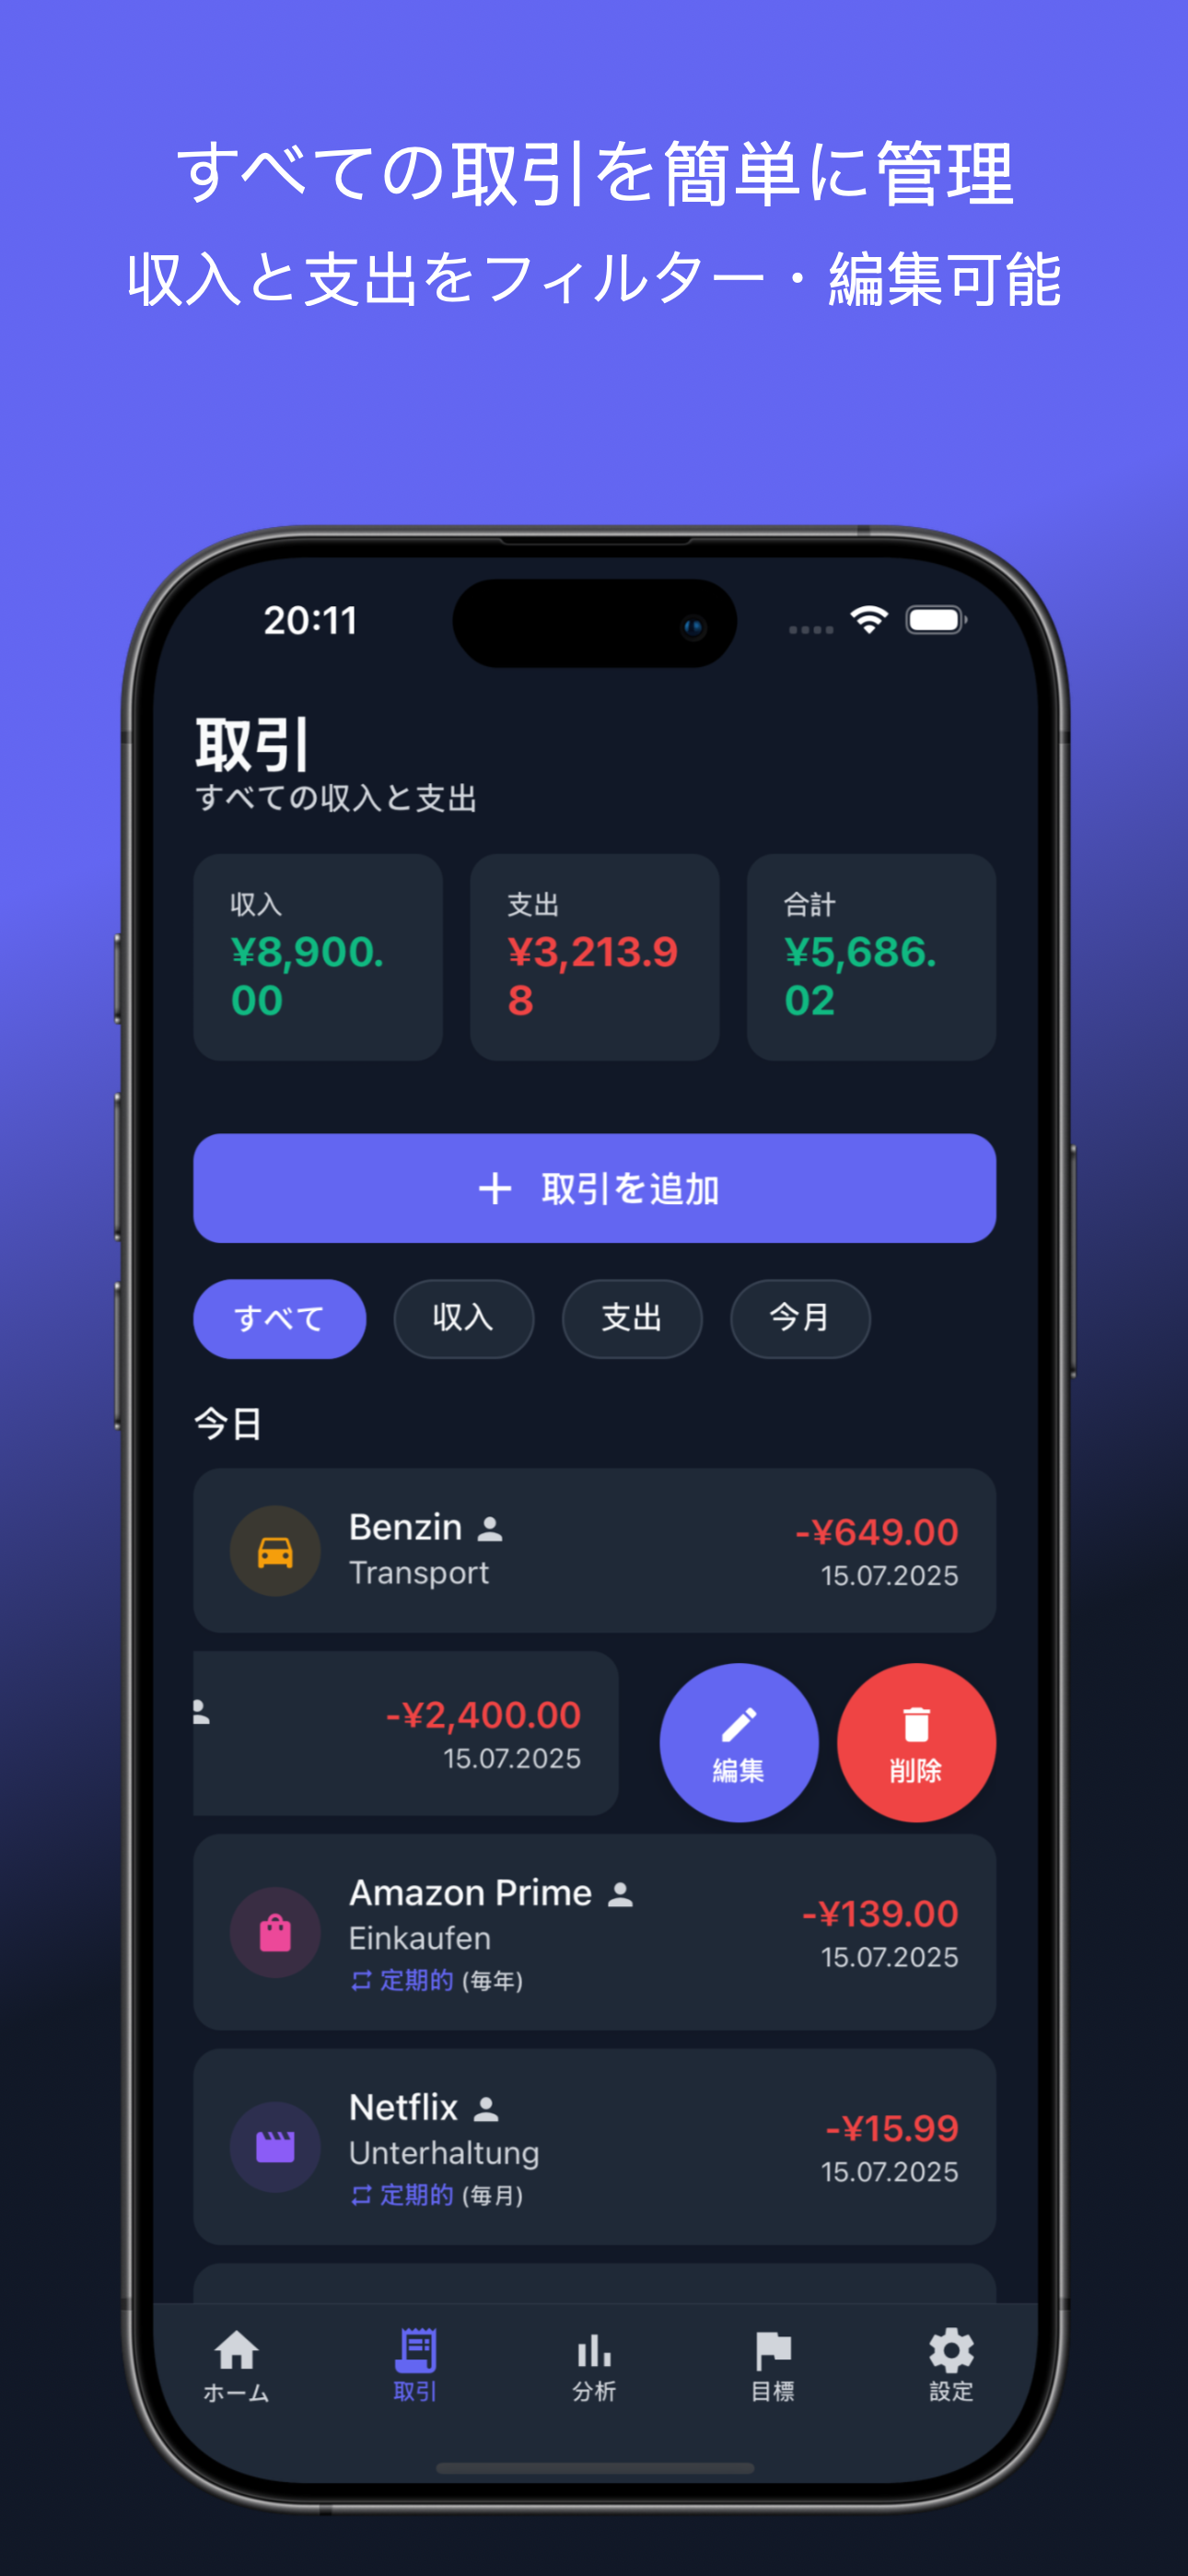 すべての取引を簡単に管理
収入と支出をフィルター・編集可能
20:11
取引
すべての収入と支出
収入
¥8,900.
00
支出
¥3,213.9
8
合計
¥5,686.
02
+ 取引を追加
すべて 収入 支出 今月
今日
Benzin
Transport
-¥649.00
15.07.2025
-¥2,400.00
15.07.2025
編集
削除
Amazon Prime
Einkaufen
定期的 (毎年)
-¥139.00
15.07.2025
Netflix
Unterhaltung
定期的 (毎月)
-¥15.99
15.07.2025
ホーム 取引 分析 目標 設定